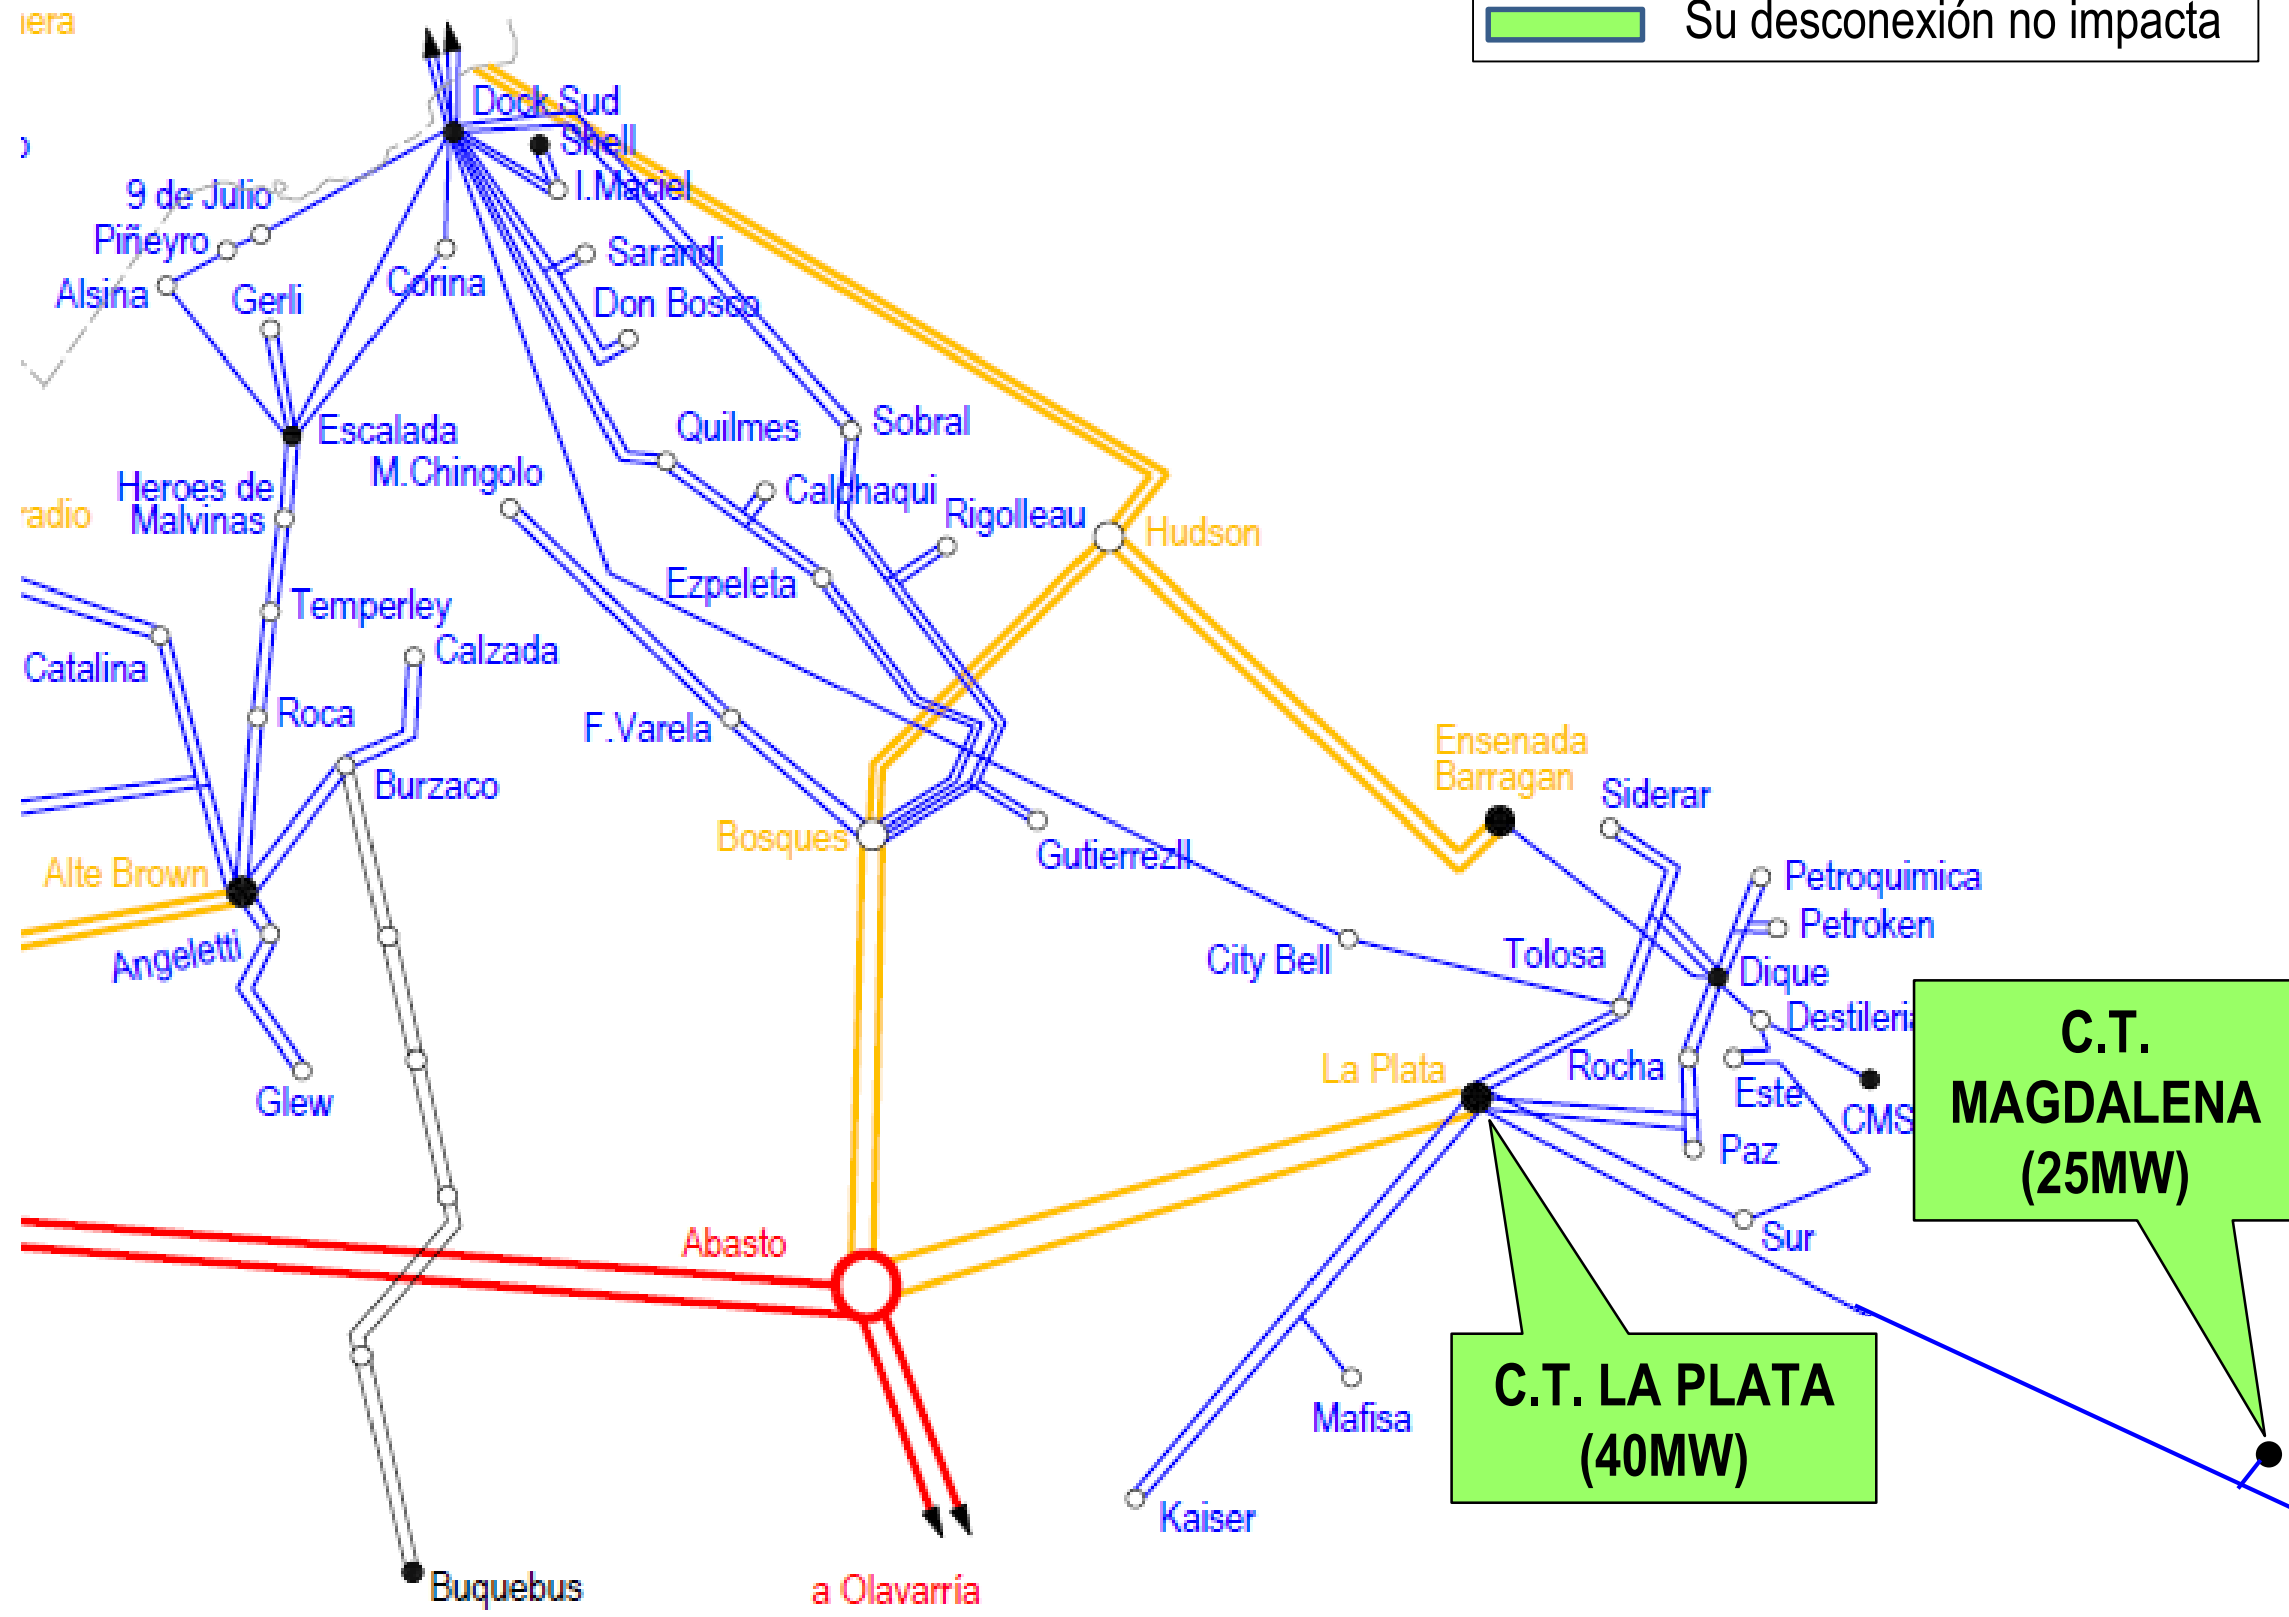 Su desconexión no impacta
Dock Sud
Shell
I.Maciel
9 de Julio
Piñeyro
Sarandi
Alsina
Gerli
Corina
Don Bosco
Escalada
Quilmes
Sobral
M.Chingolo
Heroes de
Malvinas
Calchaqui
Rigolleau
Hudson
Ezpeleta
Temperley
Calzada
Catalina
Roca
F.Varela
Burzaco
Ensenada
Barragan
Siderar
Bosques
Gutierrezll
Alte Brown
Petroquimica
Petroken
Angeletti
City Bell
Tolosa
Dique
Destileri
Glew
La Plata
Rocha
Este
CMS
Paz
C.T.
MAGDALENA
(25MW)
Abasto
Sur
C.T. LA PLATA
(40MW)
Mafisa
Kaiser
Buquebus
a Olavarría